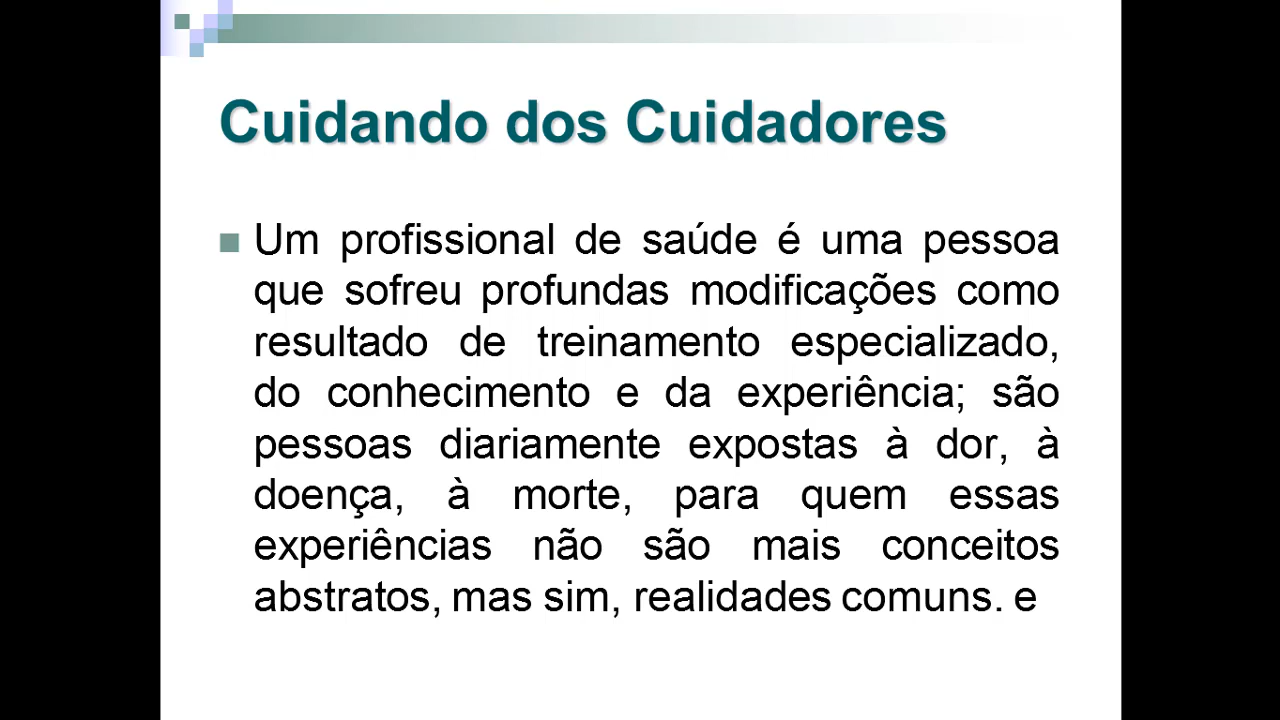 Cuidando dos Cuidadores
Um profissional de saúde é uma pessoa
que sofreu profundas modificações como
resultado de treinamento especializado,
do conhecimento e da experiência; são
pessoas diariamente expostas à dor, à
doença, à morte, para quem essas
experiências não são mais conceitos
abstratos, mas sim, realidades comuns. e